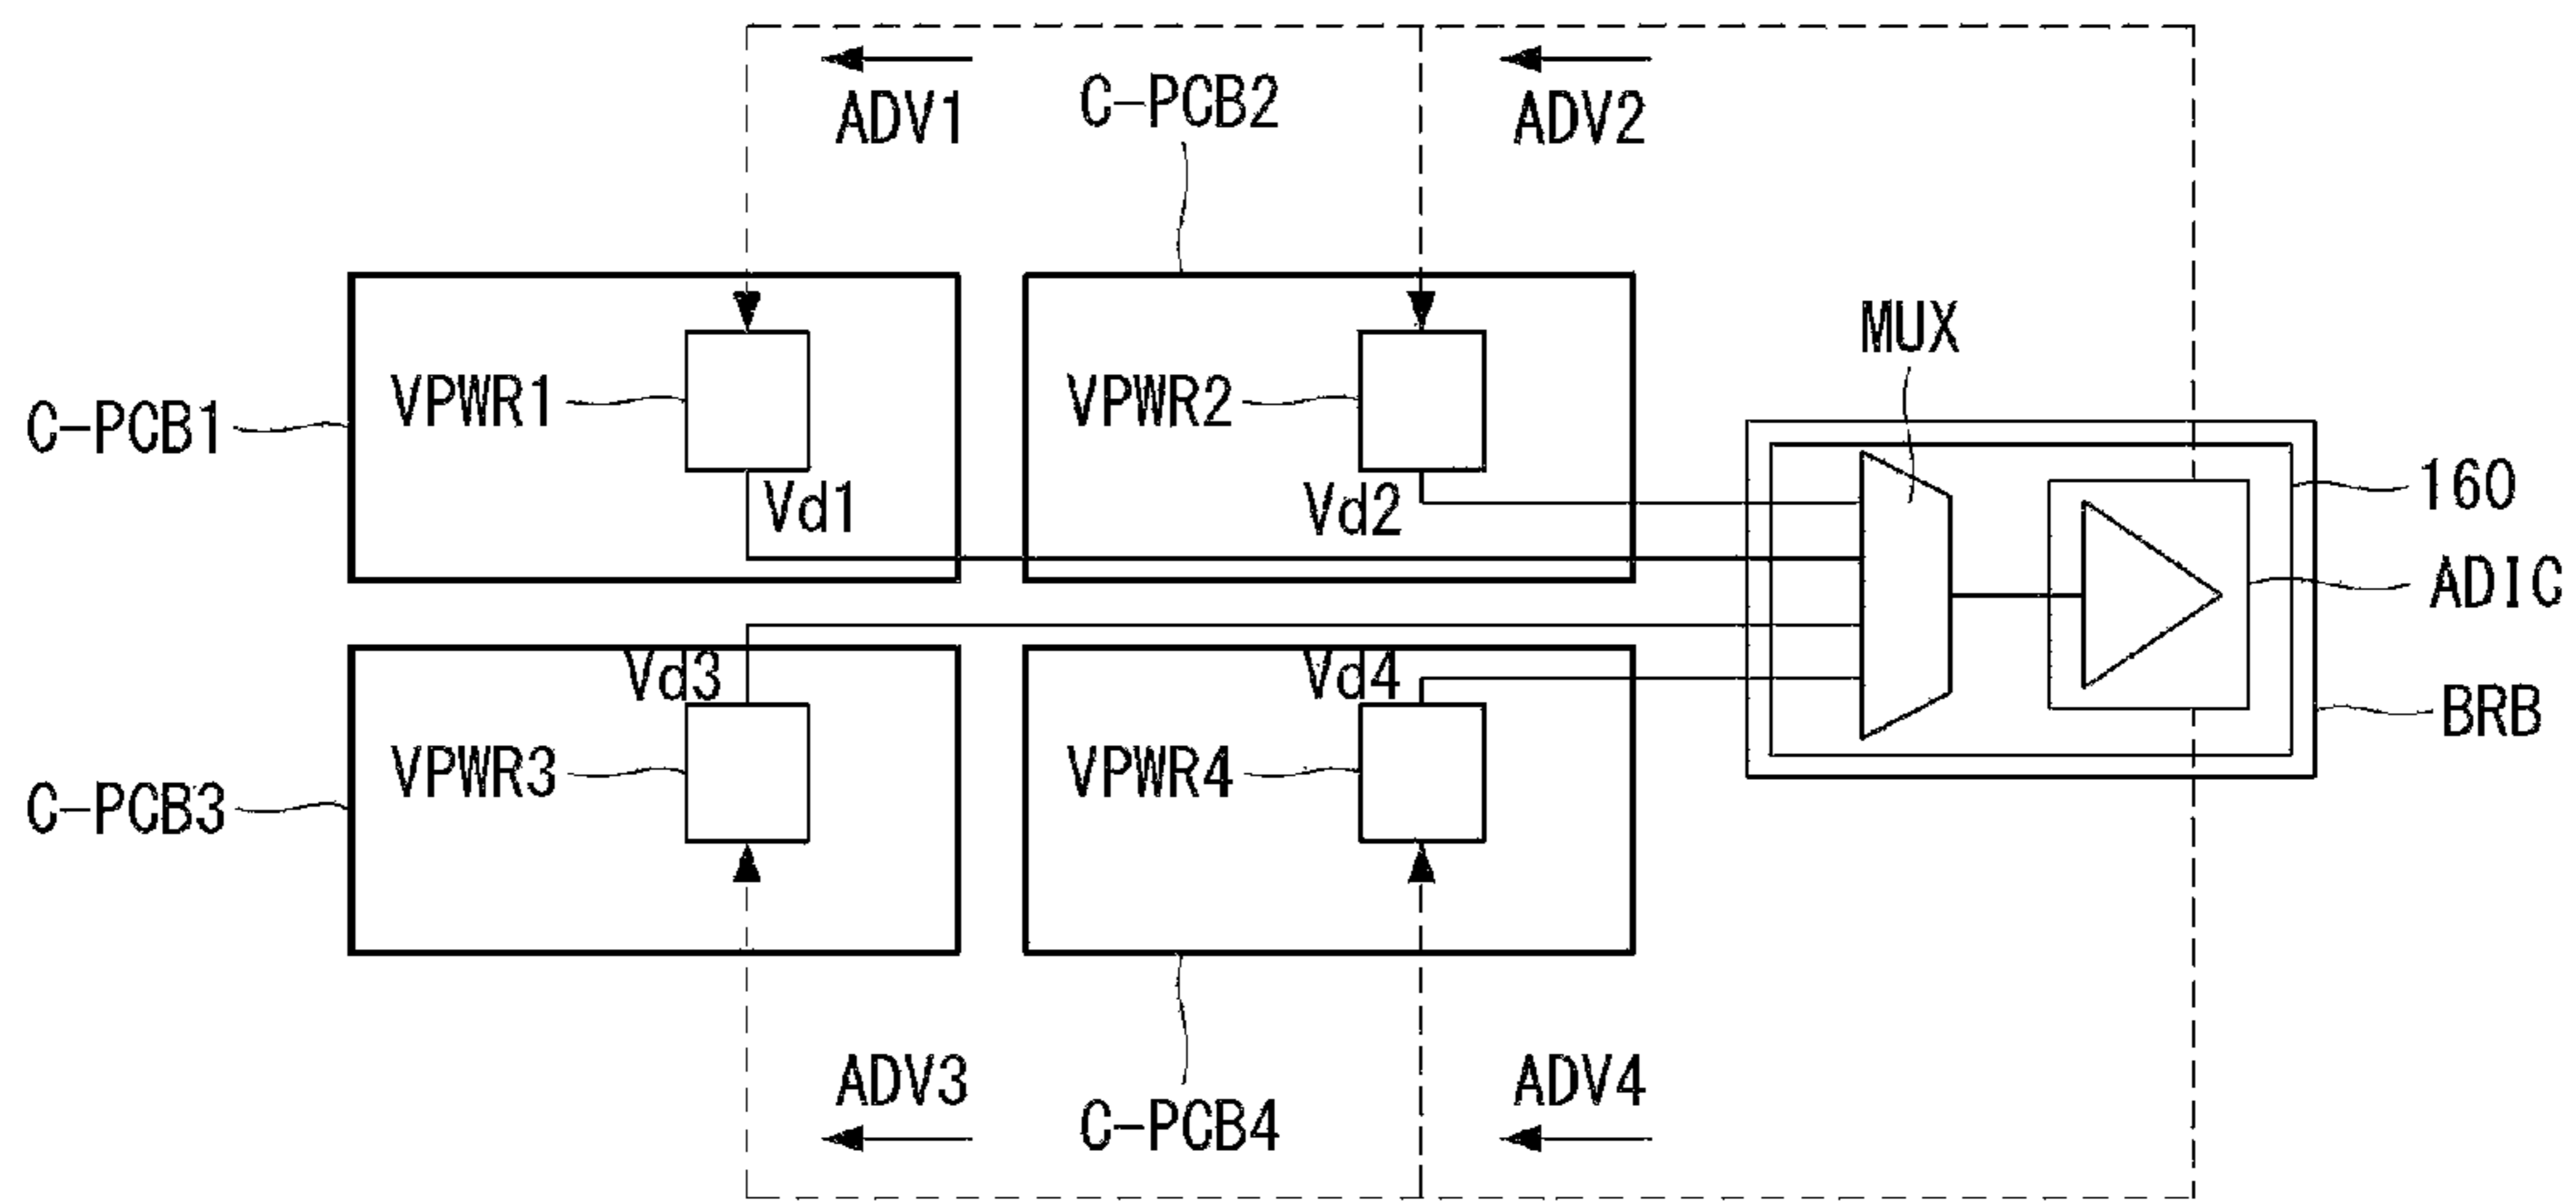 ADV1
C-PCB2
ADV2
MUX
C-PCB1
VPWR1
VPWR2
Vd1
Vd2
160
ADIC
Vd3
Vd4
BRB
C-PCB3
VPWR3
VPWR4
ADV3
C-PCB4
ADV4